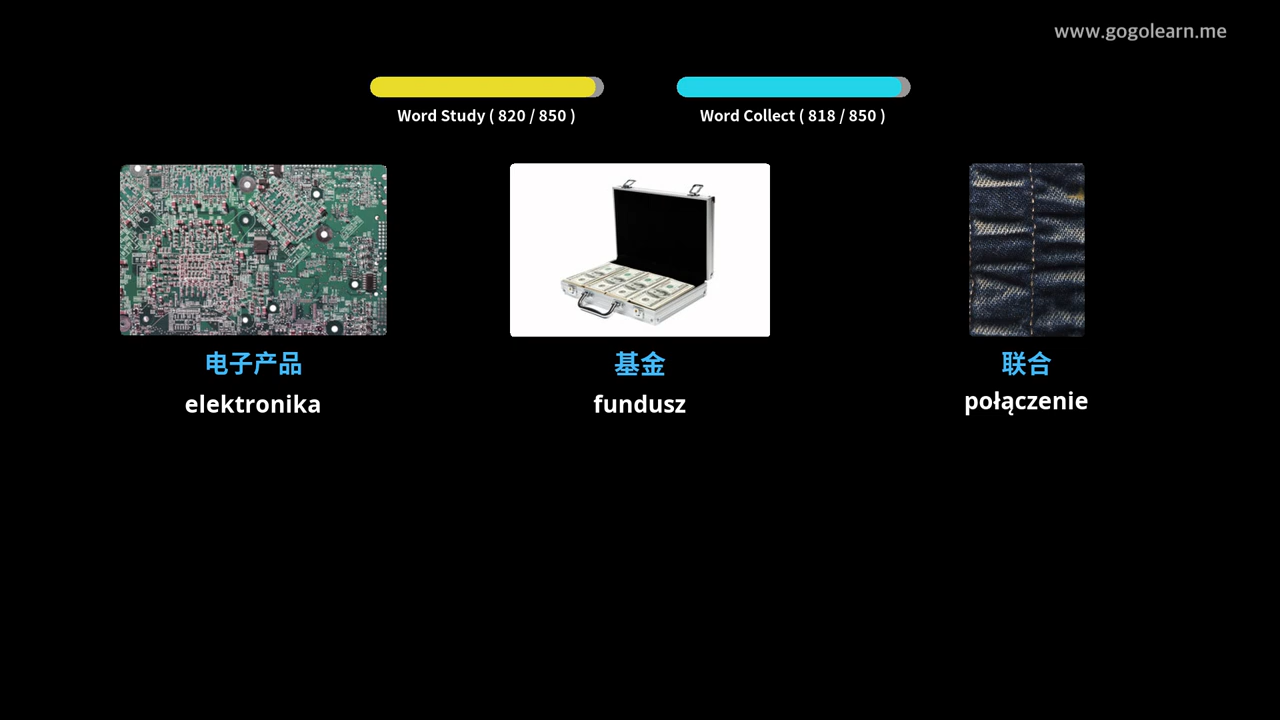 www.gogolearn.me
Word Study ( 820 / 850 )
Word Collect ( 818 / 850 )
电子产品
基金
联合
elektronika
fundusz
połączenie